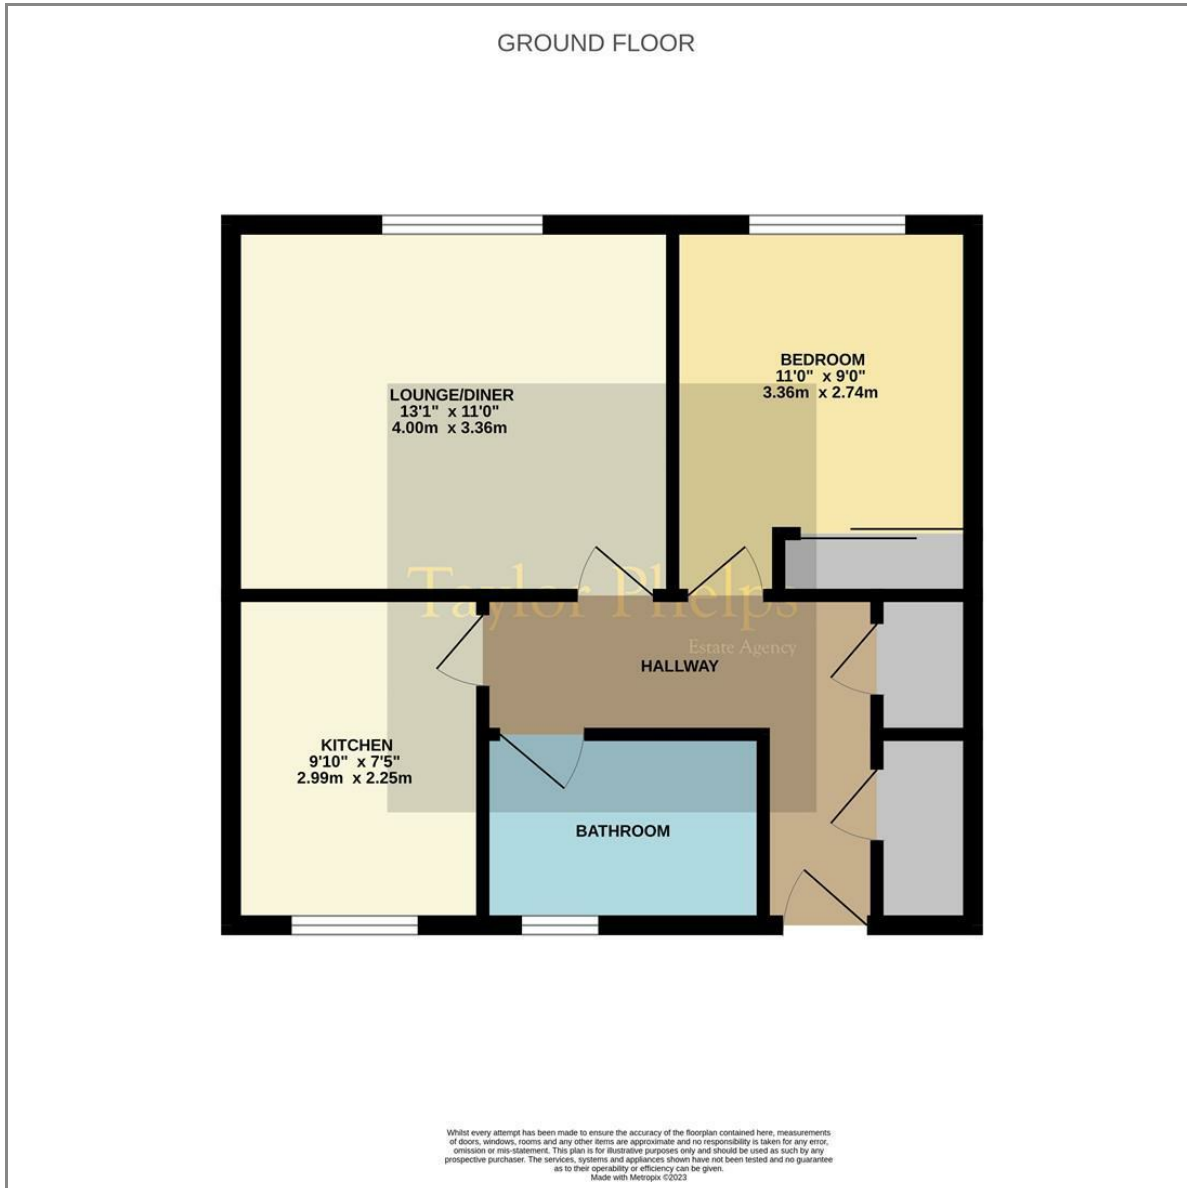 GROUND FLOOR
BEDROOM
11'0" x 9'0"
3.36m x 2.74m
LOUNGE/DINER
13'1" x 11'0"
4.00m x 3.36m
Taylor Phelps
Estate Agency
HALLWAY
KITCHEN
9'10" x 7'5"
2.99m x 2.25m
BATHROOM
Whilst every attempt has been made to ensure the accuracy of the floorplan contained here, measurements
of doors, windows, rooms and any other items are approximate and no responsibility is taken for any error,
omission or mis-statement. This plan is for illustrative purposes only and should be used as such by any
prospective purchaser. The services, systems and appliances shown have not been tested and no guarantee
as to their operability or efficiency can be given.
Made with Metropix ©2023